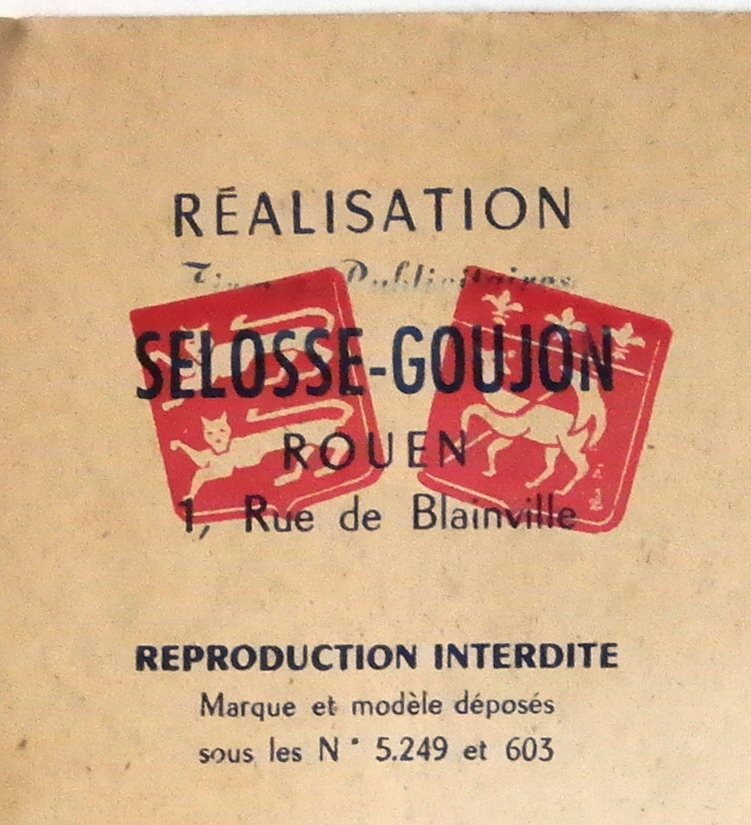 RÉALISATION
Publicitaires
SELOSSE-GOUJON
ROUEN
1, Rue de Blainville
REPRODUCTION INTERDITE
Marque et modèle déposés
sous les N° 5.249 et 603